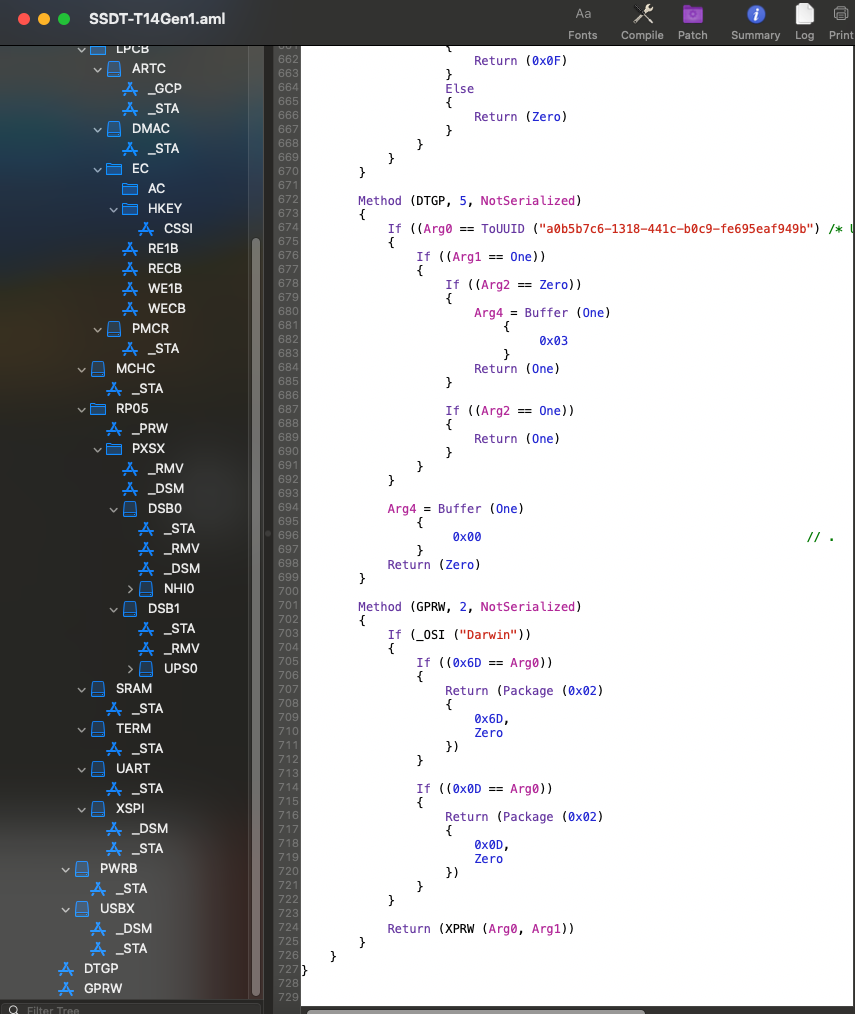 SSDT-T14Gen1.aml
Fonts
Compile
Patch
Summary
Log
Print
LPCB
ARTC
_GCP
_STA
DMAC
_STA
EC
AC
HKEY
CSSI
RE1B
RECB
WE1B
WECB
PMCR
_STA
MCHC
_STA
RP05
_PRW
PXSX
_RMV
_DSM
DSB0
_STA
_RMV
_DSM
NHI0
DSB1
_STA
_RMV
UPS0
SRAM
_STA
TERM
_STA
UART
_STA
XSPI
_DSM
_STA
PWRB
_STA
USBX
_DSM
_STA
DTGP
GPRW
Filter Tree
661 {
662 Return (0x0F)
663 }
664 Else
665 {
666 Return (Zero)
667 }
668 }
669 }
670 }
671
672 Method (DTGP, 5, NotSerialized)
673 {
674 If ((Arg0 == ToUUID ("a0b5b7c6-1318-441c-b0c9-fe695eaf949b") /* U
675 {
676 If ((Arg1 == One))
677 {
678 If ((Arg2 == Zero))
679 {
680 Arg4 = Buffer (One)
681 {
682 0x03
683 }
684 Return (One)
685 }
686
687 If ((Arg2 == One))
688 {
689 Return (One)
690 }
691 }
692 }
693
694 Arg4 = Buffer (One)
695 {
696 0x00 // .
697 }
698 Return (Zero)
699 }
700
701 Method (GPRW, 2, NotSerialized)
702 {
703 If (_OSI ("Darwin"))
704 {
705 If ((0x6D == Arg0))
706 {
707 Return (Package (0x02)
708 {
709 0x6D,
710 Zero
711 })
712 }
713
714 If ((0x0D == Arg0))
715 {
716 Return (Package (0x02)
717 {
718 0x0D,
719 Zero
720 })
721 }
722 }
723
724 Return (XPRW (Arg0, Arg1))
725 }
726 }
727 }
728
729